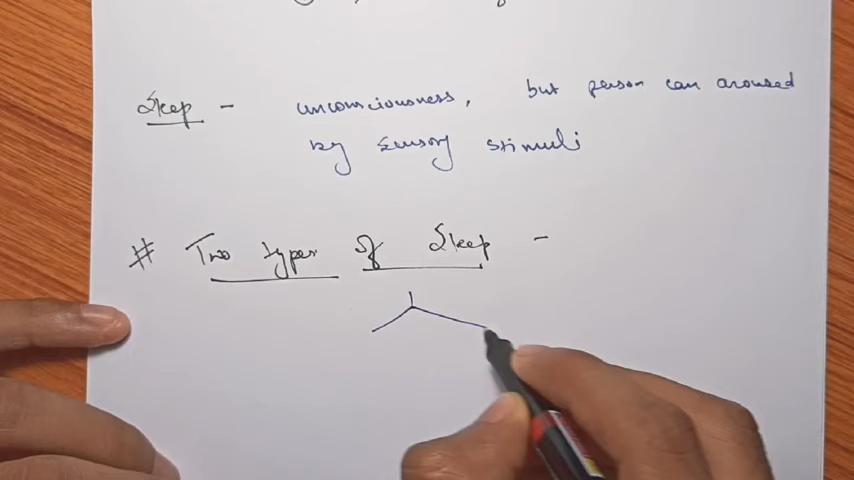 Sleep - unconsciousness, but person can aroused
by sensory stimuli
# Two types of Sleep -